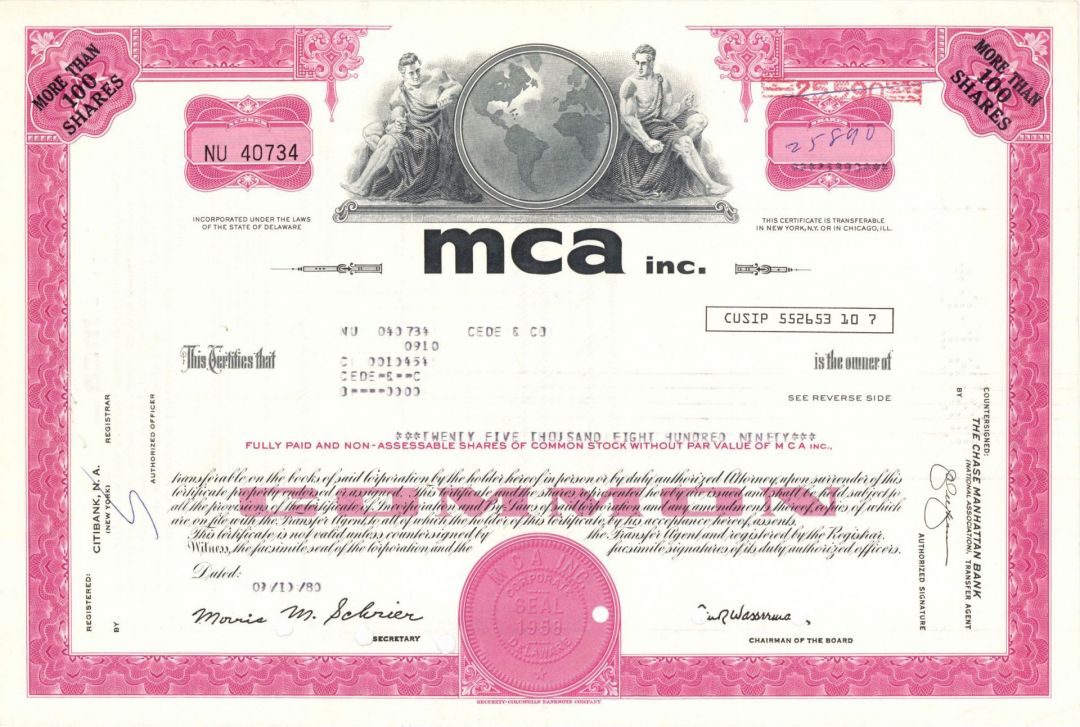 MORE THAN
100
SHARES
MORE THAN
100
SHARES
NUMBER
NU 40734
SHARES
25890
INCORPORATED UNDER THE LAWS
OF THE STATE OF DELAWARE
THIS CERTIFICATE IS TRANSFERABLE
IN NEW YORK, N.Y. OR IN CHICAGO, ILL.
mca inc.
CUSIP 552653 10 7
NU 040734 CEDE & CO
0910
CEDE=&==C
This Certifies that
is the owner of
SEE REVERSE SIDE
***TWENTY FIVE THOUSAND EIGHT HUNDRED NINETY***
FULLY PAID AND NON-ASSESSABLE SHARES OF COMMON STOCK WITHOUT PAR VALUE OF M C A INC.,
COMMON
transferable on the books of said Corporation by the holder hereof in person or by duly authorized Attorney, upon surrender of this
certificate properly endorsed or assigned. This certificate and the shares represented hereby are issued and shall be held subject to
all the provisions of the Certificate of Incorporation and By-Laws of said Corporation and any amendments thereof, copies of which
are on file with the Transfer Agent, to all of which the holder of this certificate, by his acceptance hereof, assents.
This certificate is not valid unless countersigned by the Transfer Agent and registered by the Registrar.
Witness, the facsimile seal of the corporation and the facsimile signatures of its duly authorized officers.
Dated:
Morris M. Schrier
SECRETARY
M C A INC.
CORPORATE
SEAL
1958
DELAWARE
Wasserman
CHAIRMAN OF THE BOARD
REGISTERED:
CITIBANK, N.A.
(NEW YORK)
REGISTRAR
BY
AUTHORIZED OFFICER
COUNTERSIGNED:
THE CHASE MANHATTAN BANK
(NATIONAL ASSOCIATION), TRANSFER AGENT
BY
AUTHORIZED SIGNATURE
SECURITY-COLUMBIAN BANKNOTE COMPANY